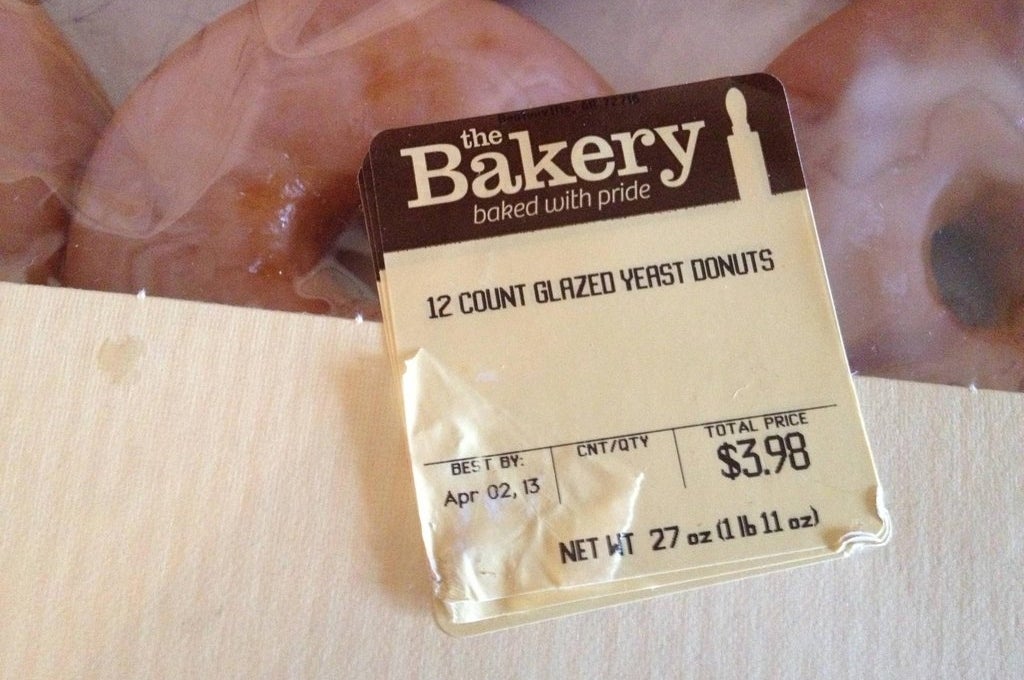 the
Bakery
baked with pride
12 COUNT GLAZED YEAST DONUTS
BEST BY:
Apr 02, 13
CNT/QTY
TOTAL PRICE
$3.98
NET WT 27 oz (1 lb 11 oz)